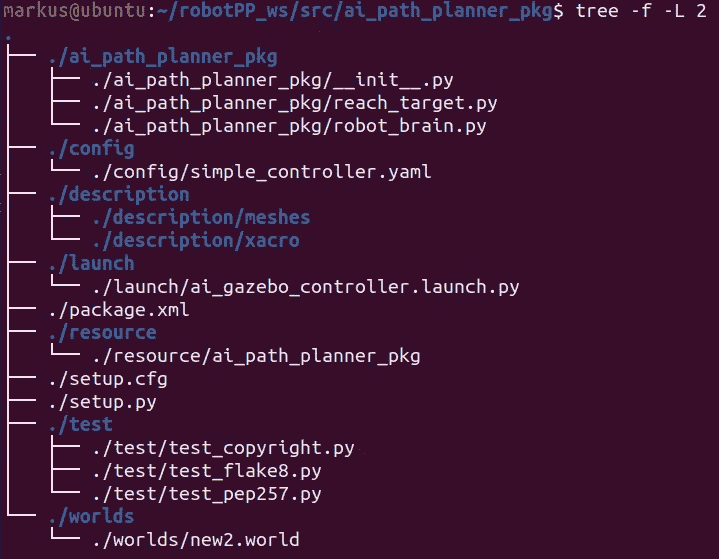 markus@ubuntu:~/robotPP_ws/src/ai_path_planner_pkg$ tree -f -L 2
.
├── ./ai_path_planner_pkg
│   ├── ./ai_path_planner_pkg/__init__.py
│   ├── ./ai_path_planner_pkg/reach_target.py
│   └── ./ai_path_planner_pkg/robot_brain.py
├── ./config
│   └── ./config/simple_controller.yaml
├── ./description
│   ├── ./description/meshes
│   └── ./description/xacro
├── ./launch
│   └── ./launch/ai_gazebo_controller.launch.py
├── ./package.xml
├── ./resource
│   └── ./resource/ai_path_planner_pkg
├── ./setup.cfg
├── ./setup.py
├── ./test
│   ├── ./test/test_copyright.py
│   ├── ./test/test_flake8.py
│   └── ./test/test_pep257.py
└── ./worlds
    └── ./worlds/new2.world